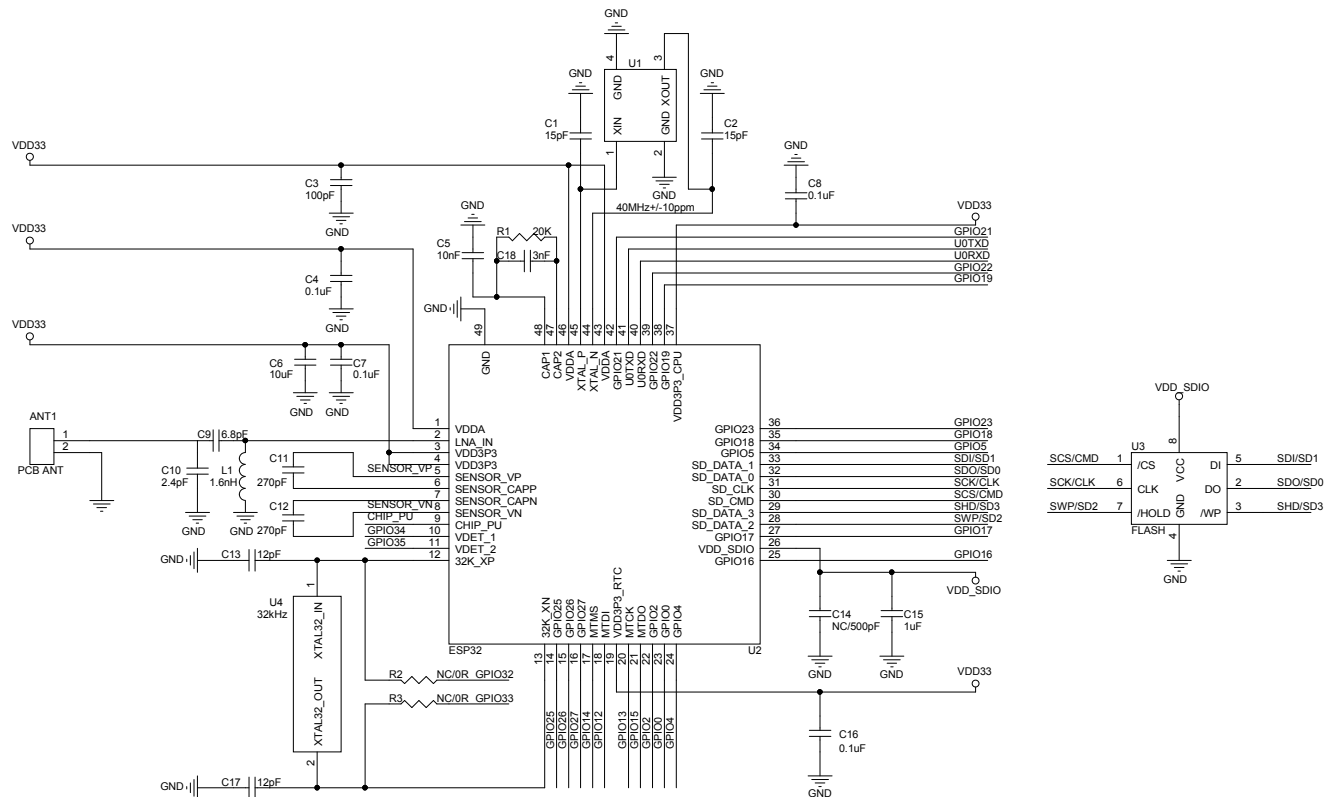 GND
4
3
U1
GND
GND XOUT
XIN
GND
1
2
GND
GND
C1
15pF
C2
15pF
40MHz+/-10ppm
VDD33
C3
100pF
GND
VDD33
C4
0.1uF
GND
VDD33
C6
10uF
C7
0.1uF
GND
GND
GND
C5
10nF
R1
20K
C18
3nF
GND
C8
0.1uF
VDD33
GPIO21
U0TXD
U0RXD
GPIO22
GPIO19
GND
49
48
47
46
45
44
43
42
41
40
39
38
37
GND
CAP1
CAP2
VDDA
XTAL_P
XTAL_N
VDDA
GPIO21
U0TXD
U0RXD
GPIO22
GPIO19
VDD3P3_CPU
ANT1
1
2
PCB ANT
C9
6.8pF
C10
2.4pF
L1
1.6nH
GND
GND
C11
270pF
C12
270pF
SENSOR_VP
SENSOR_VN
CHIP_PU
GPIO34
GPIO35
1 VDDA
2 LNA_IN
3 VDD3P3
4 VDD3P3
5 SENSOR_VP
6 SENSOR_CAPP
7 SENSOR_CAPN
8 SENSOR_VN
9 CHIP_PU
10 VDET_1
11 VDET_2
12 32K_XP
GPIO23 36 GPIO23
GPIO18 35 GPIO18
GPIO5 34 GPIO5
SD_DATA_1 33 SDI/SD1
SD_DATA_0 32 SDO/SD0
SD_CLK 31 SCK/CLK
SD_CMD 30 SCS/CMD
SD_DATA_3 29 SHD/SD3
SD_DATA_2 28 SWP/SD2
GPIO17 27 GPIO17
VDD_SDIO 26
GPIO16 25 GPIO16
VDD_SDIO
C14
NC/500pF
C15
1uF
GND
GND
32K_XN
GPIO25
GPIO26
GPIO27
MTMS
MTDI
VDD3P3_RTC
MTCK
MTDO
GPIO2
GPIO0
GPIO4
ESP32
U2
13
14
15
16
17
18
19
20
21
22
23
24
GPIO25
GPIO26
GPIO27
GPIO14
GPIO12
GPIO13
GPIO15
GPIO2
GPIO0
GPIO4
VDD33
C16
0.1uF
GND
GND
C13
12pF
U4
32kHz
1
XTAL32_IN
XTAL32_OUT
2
R2
NC/0R GPIO32
R3
NC/0R GPIO33
GND
C17
12pF
VDD_SDIO
8
U3
SCS/CMD 1 /CS
SCK/CLK 6 CLK
SWP/SD2 7 /HOLD
VCC
GND
DI 5 SDI/SD1
DO 2 SDO/SD0
/WP 3 SHD/SD3
FLASH
4
GND